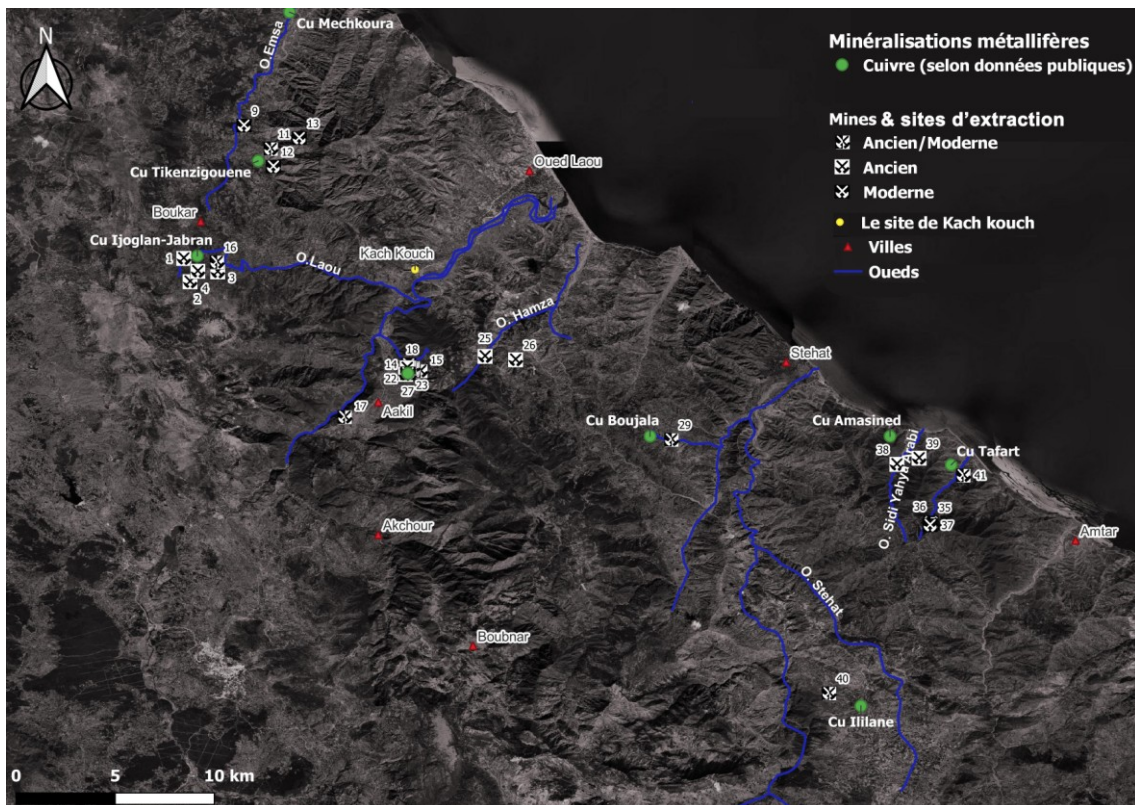 N
Cu Mechkoura
O.Emsa
9
11
13
12
Cu Tikenzigouene
Oued Laou
Boukar
Cu Ijoglan-Jabran
16
1
4
3
2
O.Laou
Kach Kouch
O. Hamza
18
14
15
22
23
27
25
26
17
Aakil
Stehat
Cu Boujala
29
Cu Amasined
38
39
Cu Tafart
41
O. Sidi Yahya Arabi
36
35
37
Amtar
Akchour
O. Stehat
Boubnar
40
Cu Ililane
0 5 10 km
Minéralisations métallifères
Cuivre (selon données publiques)
Mines & sites d'extraction
Ancien/Moderne
Ancien
Moderne
Le site de Kach kouch
Villes
Oueds